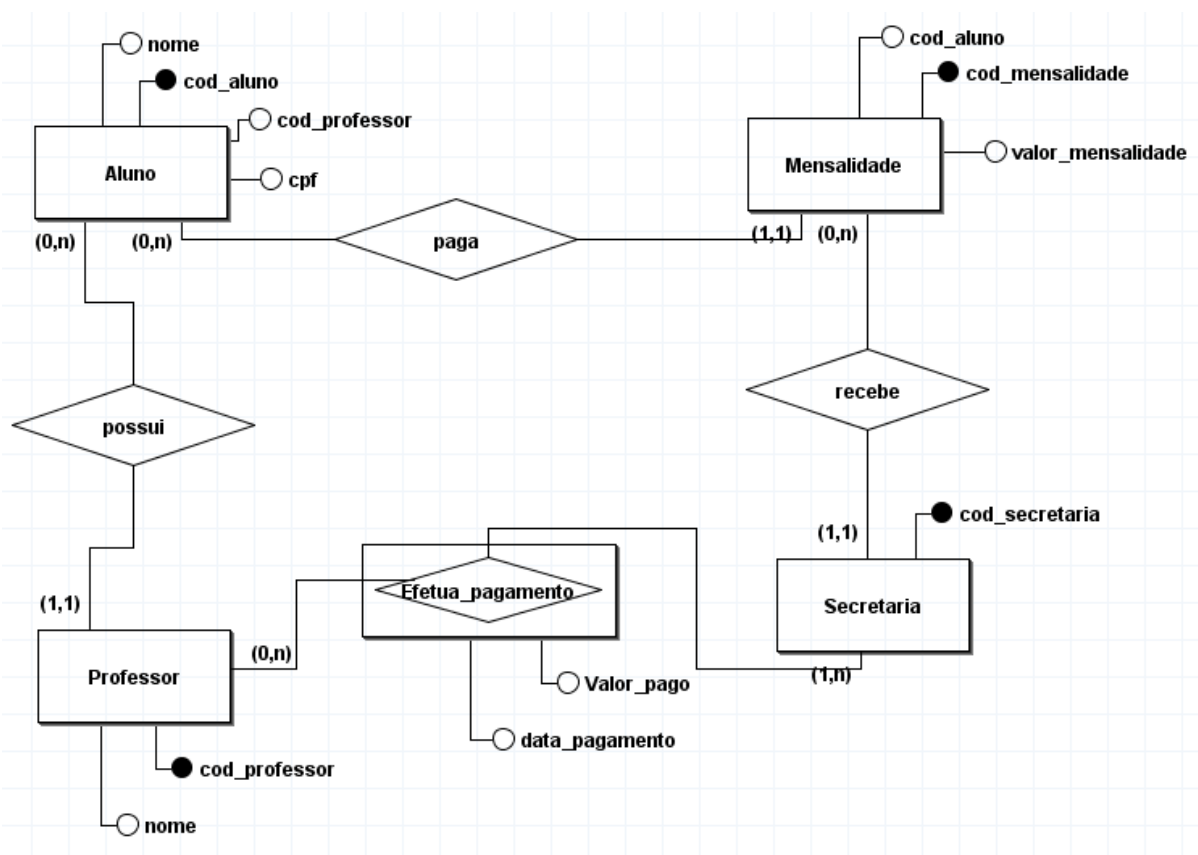 nome
cod_aluno
cod_professor
cpf
Aluno
(0,n)
(0,n)
paga
cod_aluno
cod_mensalidade
valor_mensalidade
Mensalidade
(1,1)
(0,n)
possui
recebe
(1,1)
cod_secretaria
Secretaria
(1,n)
Efetua_pagamento
Valor_pago
data_pagamento
(1,1)
(0,n)
Professor
cod_professor
nome